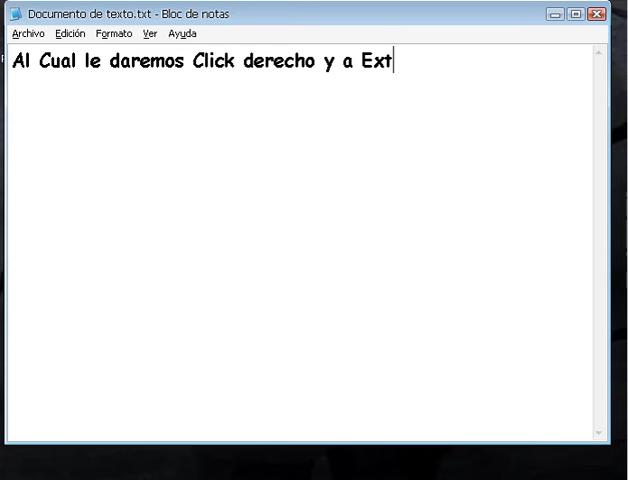 Documento de texto.txt - Bloc de notas
Archivo Edición Formato Ver Ayuda
Al Cual le daremos Click derecho y a Ext